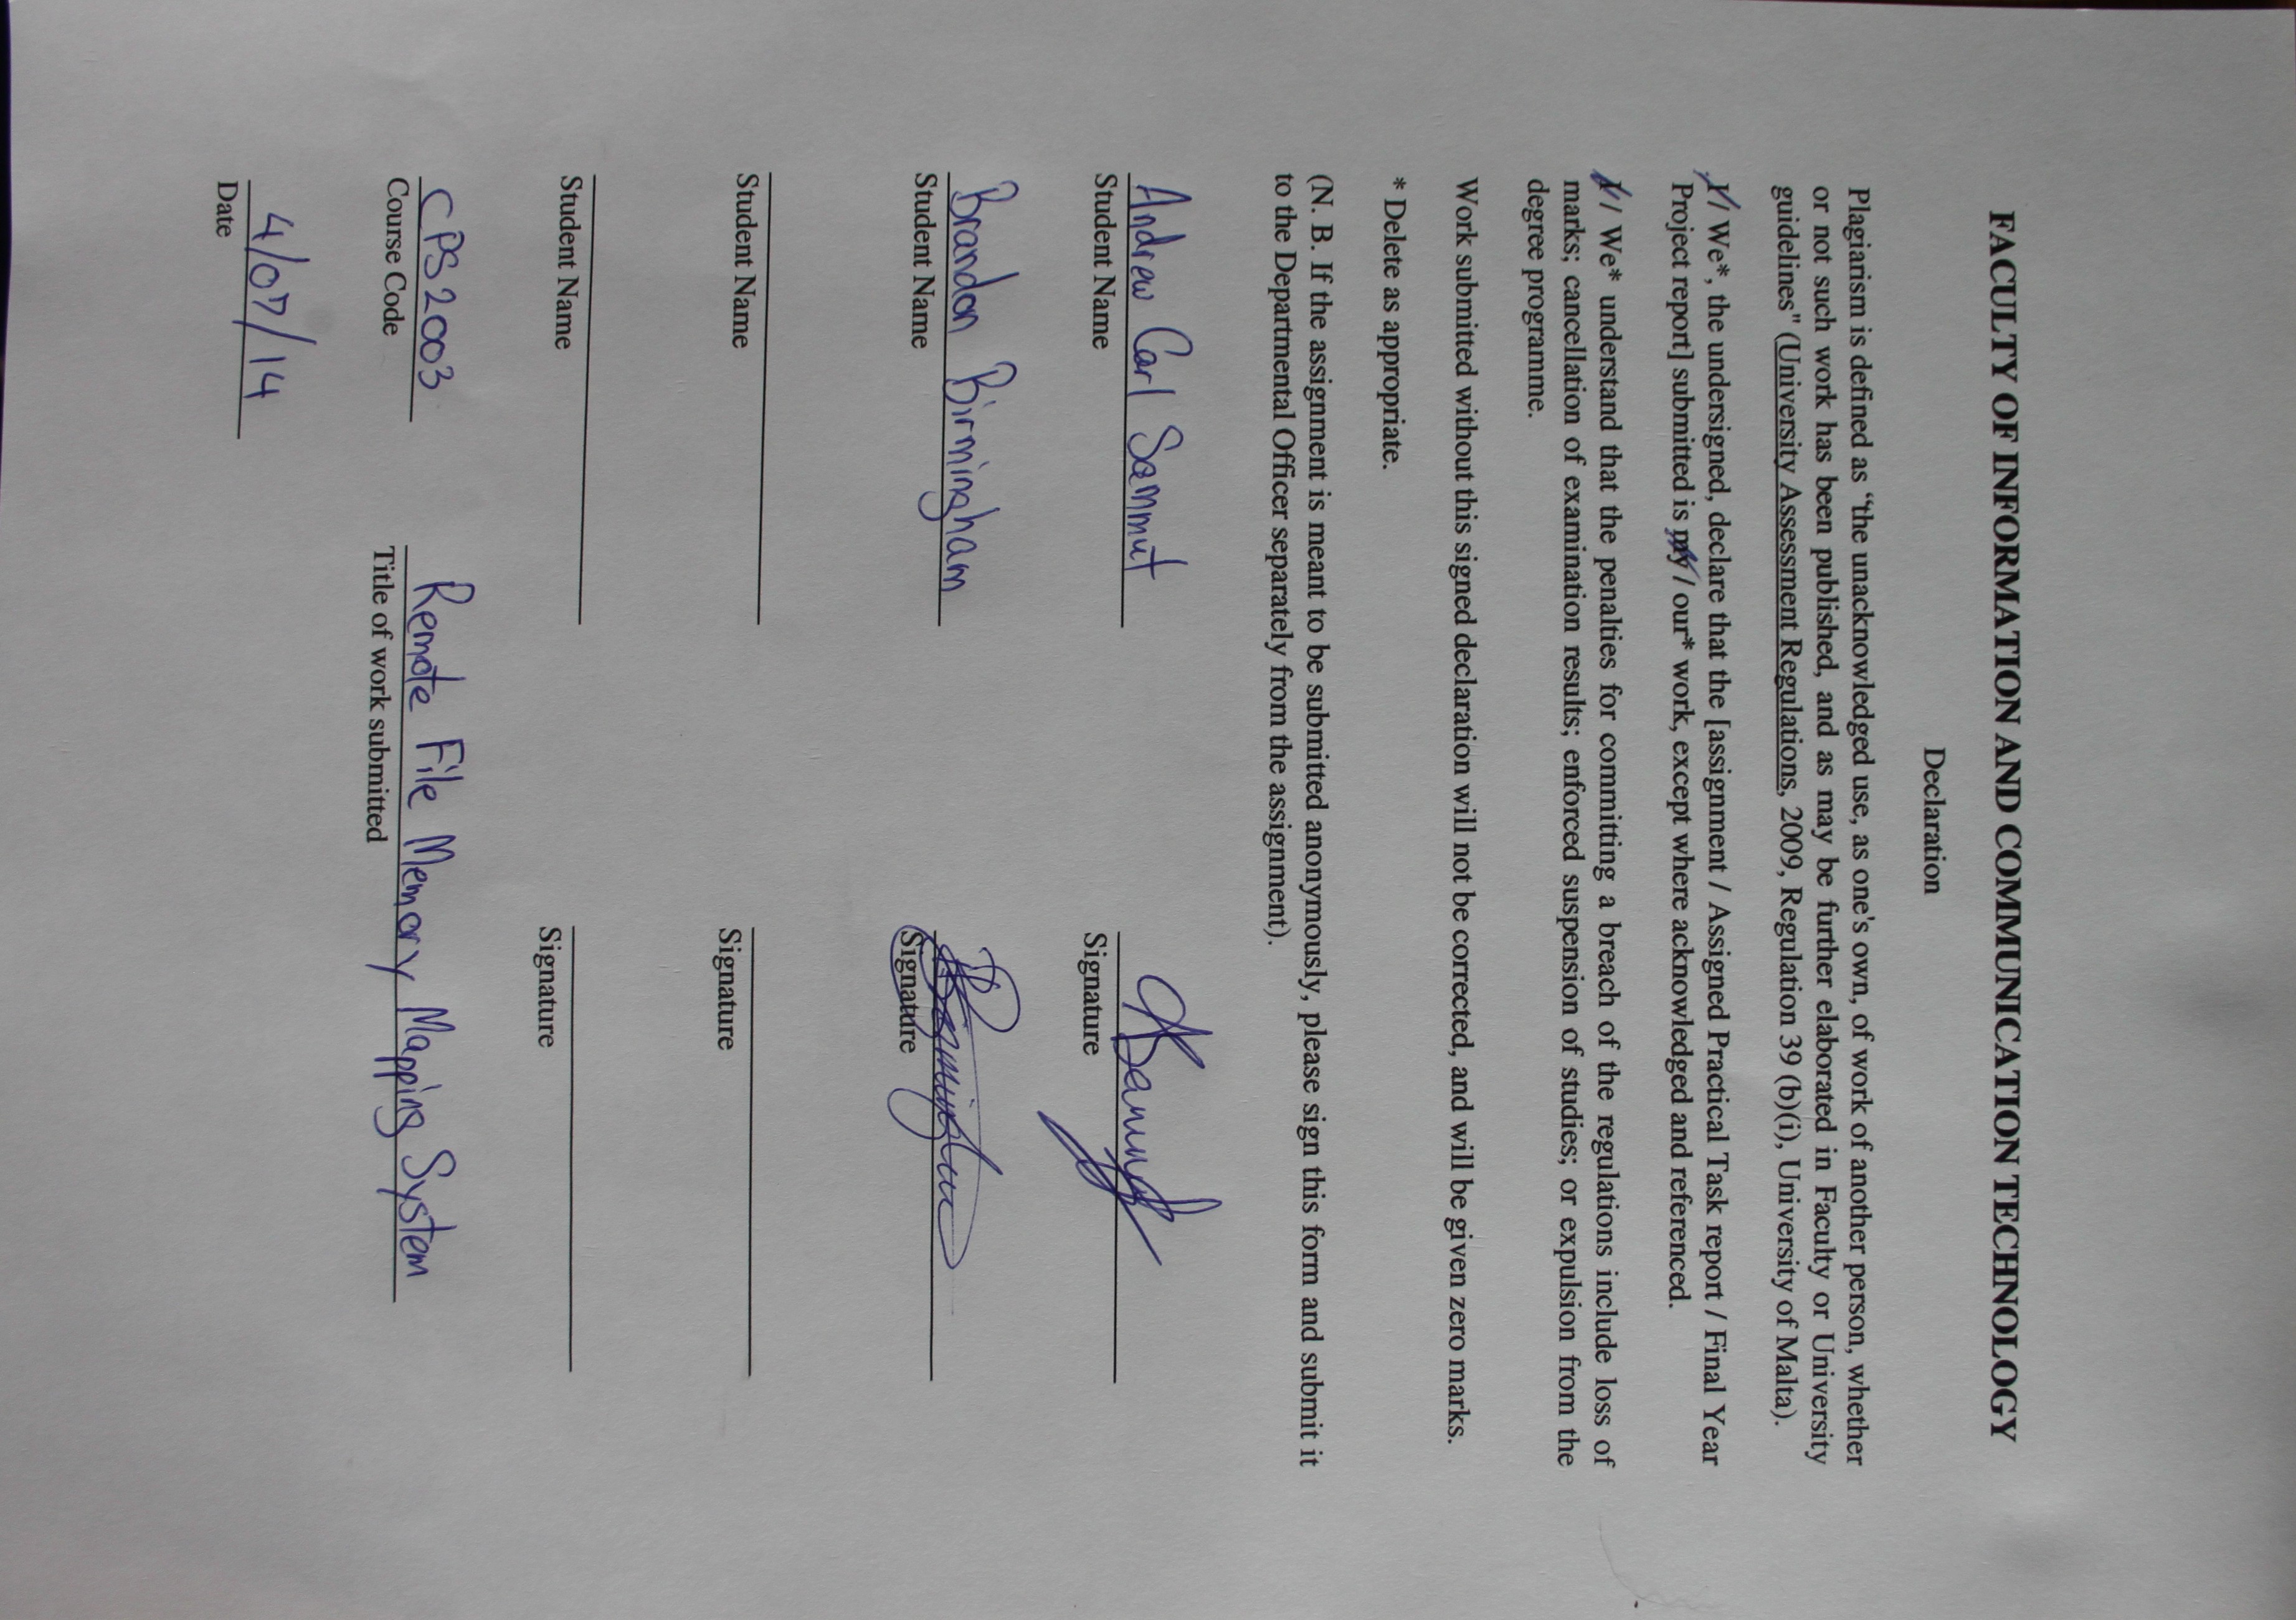 FACULTY OF INFORMATION AND COMMUNICATION TECHNOLOGY
Declaration
Plagiarism is defined as “the unacknowledged use, as one's own, of work of another person, whether
or not such work has been published, and as may be further elaborated in Faculty or University
guidelines" (University Assessment Regulations, 2009, Regulation 39 (b)(i), University of Malta).
I / We*, the undersigned, declare that the [assignment / Assigned Practical Task report / Final Year
Project report] submitted is my / our* work, except where acknowledged and referenced.
I / We* understand that the penalties for committing a breach of the regulations include loss of
marks; cancellation of examination results; enforced suspension of studies; or expulsion from the
degree programme.
Work submitted without this signed declaration will not be corrected, and will be given zero marks.
* Delete as appropriate.
(N. B. If the assignment is meant to be submitted anonymously, please sign this form and submit it
to the Departmental Officer separately from the assignment).
Andrew Carl Sammut
Student Name Signature
Brandon Birmingham
Student Name Signature
Student Name Signature
Student Name Signature
CPS2003 Remote File Memory Mapping System
Course Code Title of work submitted
4/07/14
Date